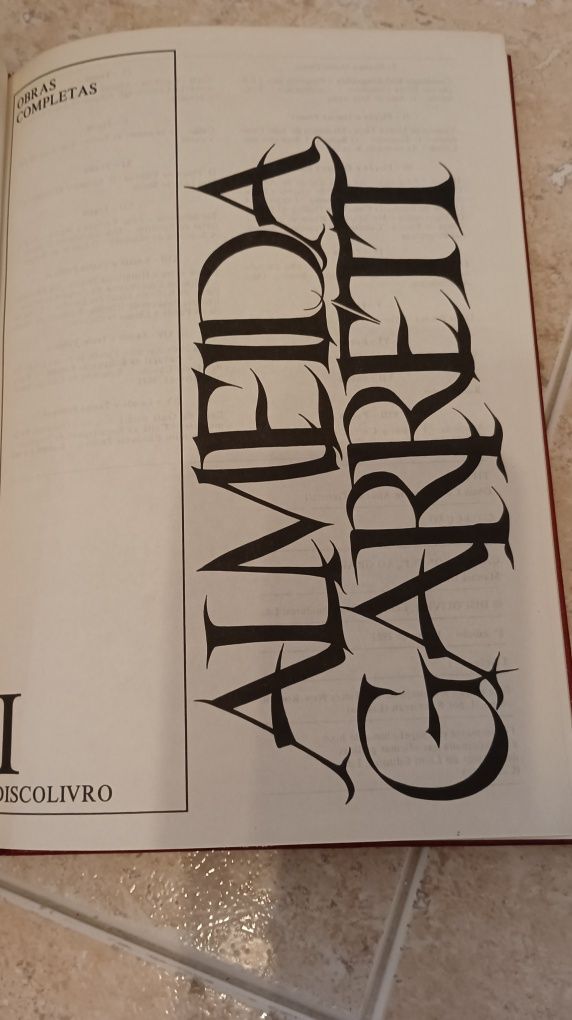 OBRAS
COMPLETAS
ALMEIDA
GARRETT
I
DISCOLIVRO